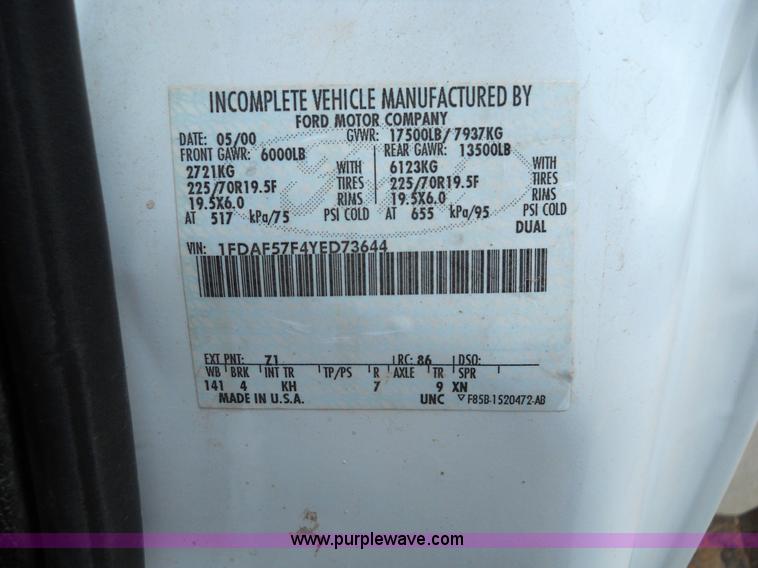 INCOMPLETE VEHICLE MANUFACTURED BY
FORD MOTOR COMPANY
DATE: 05/00 GVWR: 17500LB/7937KG
FRONT GAWR: 6000LB REAR GAWR: 13500LB
2721KG WITH 6123KG WITH
225/70R19.5F TIRES 225/70R19.5F TIRES
19.5X6.0 RIMS 19.5X6.0 RIMS
AT 517 kPa/75 PSI COLD AT 655 kPa/95 PSI COLD
DUAL
VIN: 1FDAF57F4YED73644
EXT PNT: Z1 RC: 86 DSO:
WB BRK INT TR TP/PS R AXLE TR SPR
141 4 KH 7 9 XN
MADE IN U.S.A. UNC ▽ F85B-1520472-AB
www.purplewave.com